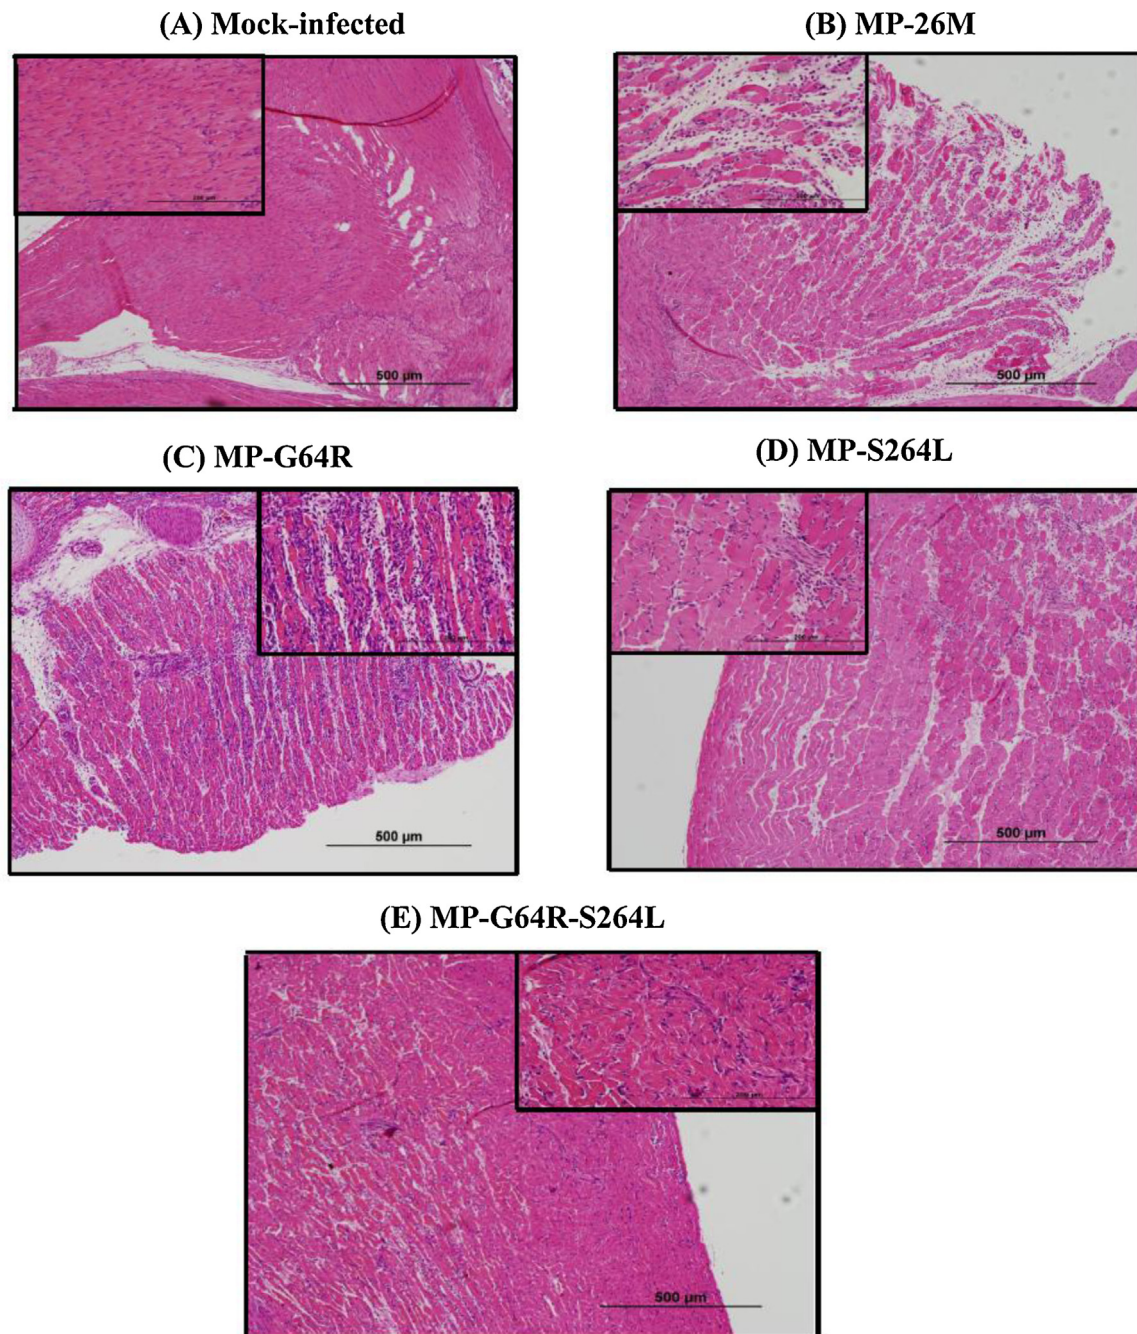 (A) Mock-infected
(B) MP-26M
500 µm
500 µm
(C) MP-G64R
(D) MP-S264L
500 µm
500 µm
(E) MP-G64R-S264L
500 µm